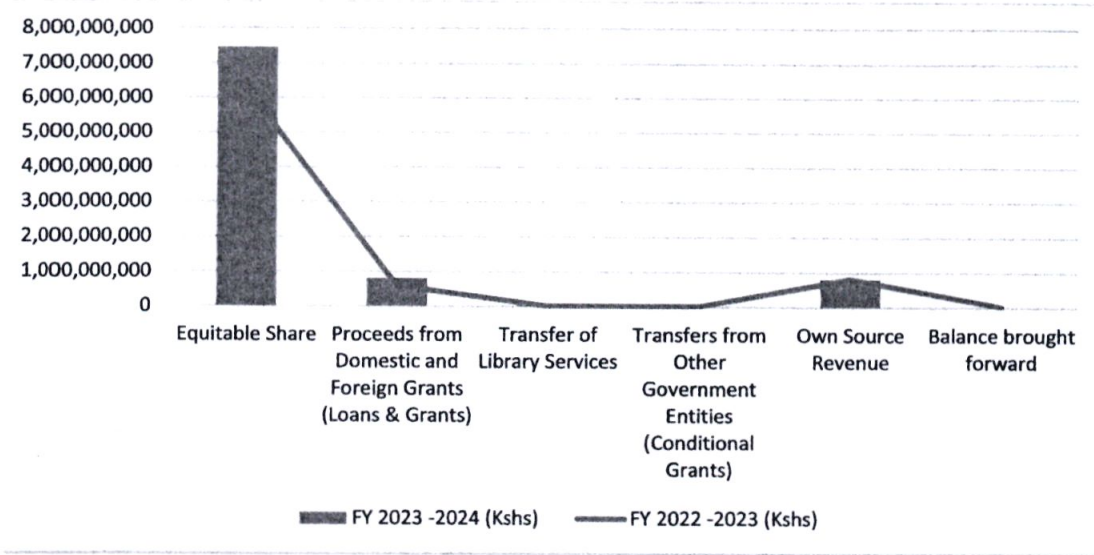 8,000,000,000
7,000,000,000
6,000,000,000
5,000,000,000
4,000,000,000
3,000,000,000
2,000,000,000
1,000,000,000
0
Equitable Share
Proceeds from
Domestic and
Foreign Grants
(Loans & Grants)
Transfer of
Library Services
Transfers from
Other
Government
Entities
(Conditional
Grants)
Own Source
Revenue
Balance brought
forward
FY 2023 -2024 (Kshs)
FY 2022 -2023 (Kshs)